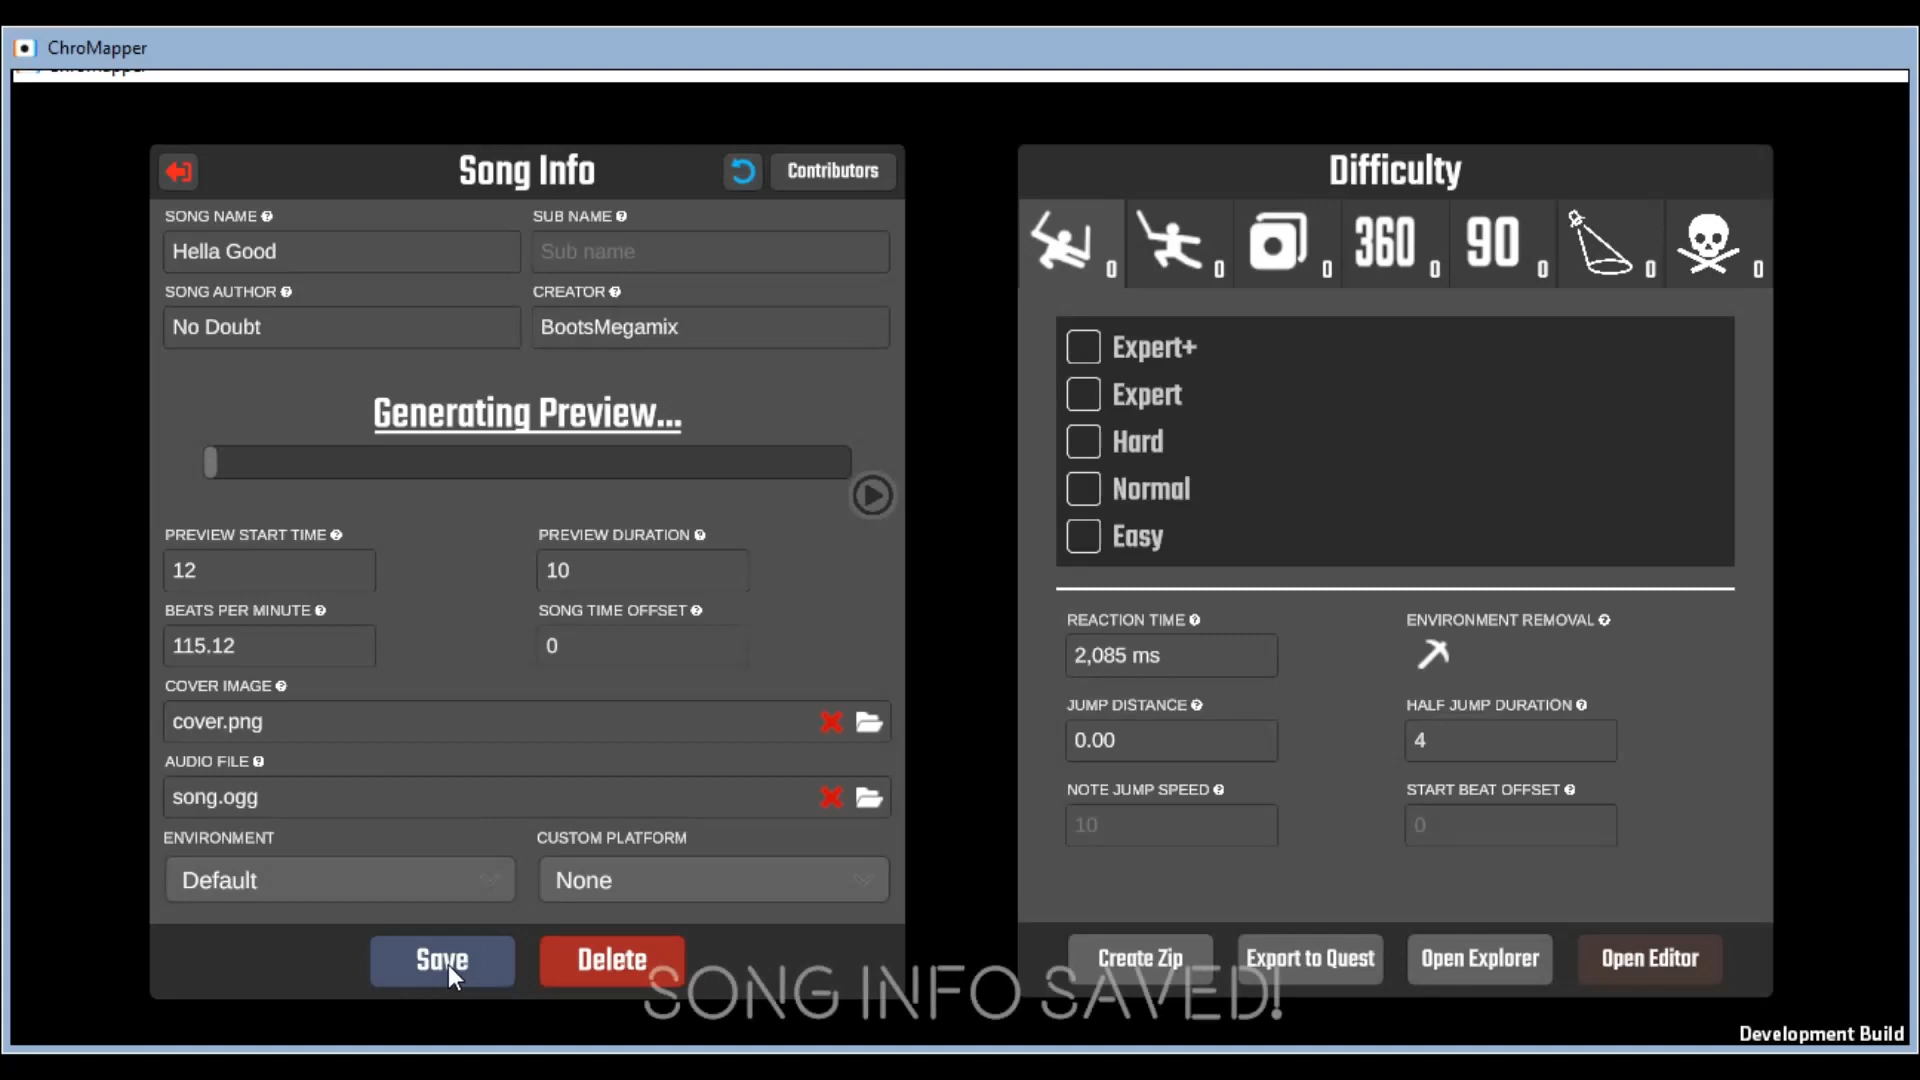 ChroMapper
Song Info
Contributors
SONG NAME
SUB NAME
Hella Good
Sub name
SONG AUTHOR
CREATOR
No Doubt
BootsMegamix
Generating Preview...
PREVIEW START TIME
PREVIEW DURATION
12
10
BEATS PER MINUTE
SONG TIME OFFSET
115.12
0
COVER IMAGE
cover.png
AUDIO FILE
song.ogg
ENVIRONMENT
CUSTOM PLATFORM
Default
None
Save
Delete
Difficulty
0
0
0
360 0
90 0
0
0
Expert+
Expert
Hard
Normal
Easy
REACTION TIME
ENVIRONMENT REMOVAL
2,085 ms
JUMP DISTANCE
HALF JUMP DURATION
0.00
4
NOTE JUMP SPEED
START BEAT OFFSET
10
0
Create Zip
Export to Quest
Open Explorer
Open Editor
SONG INFO SAVED!
Development Build